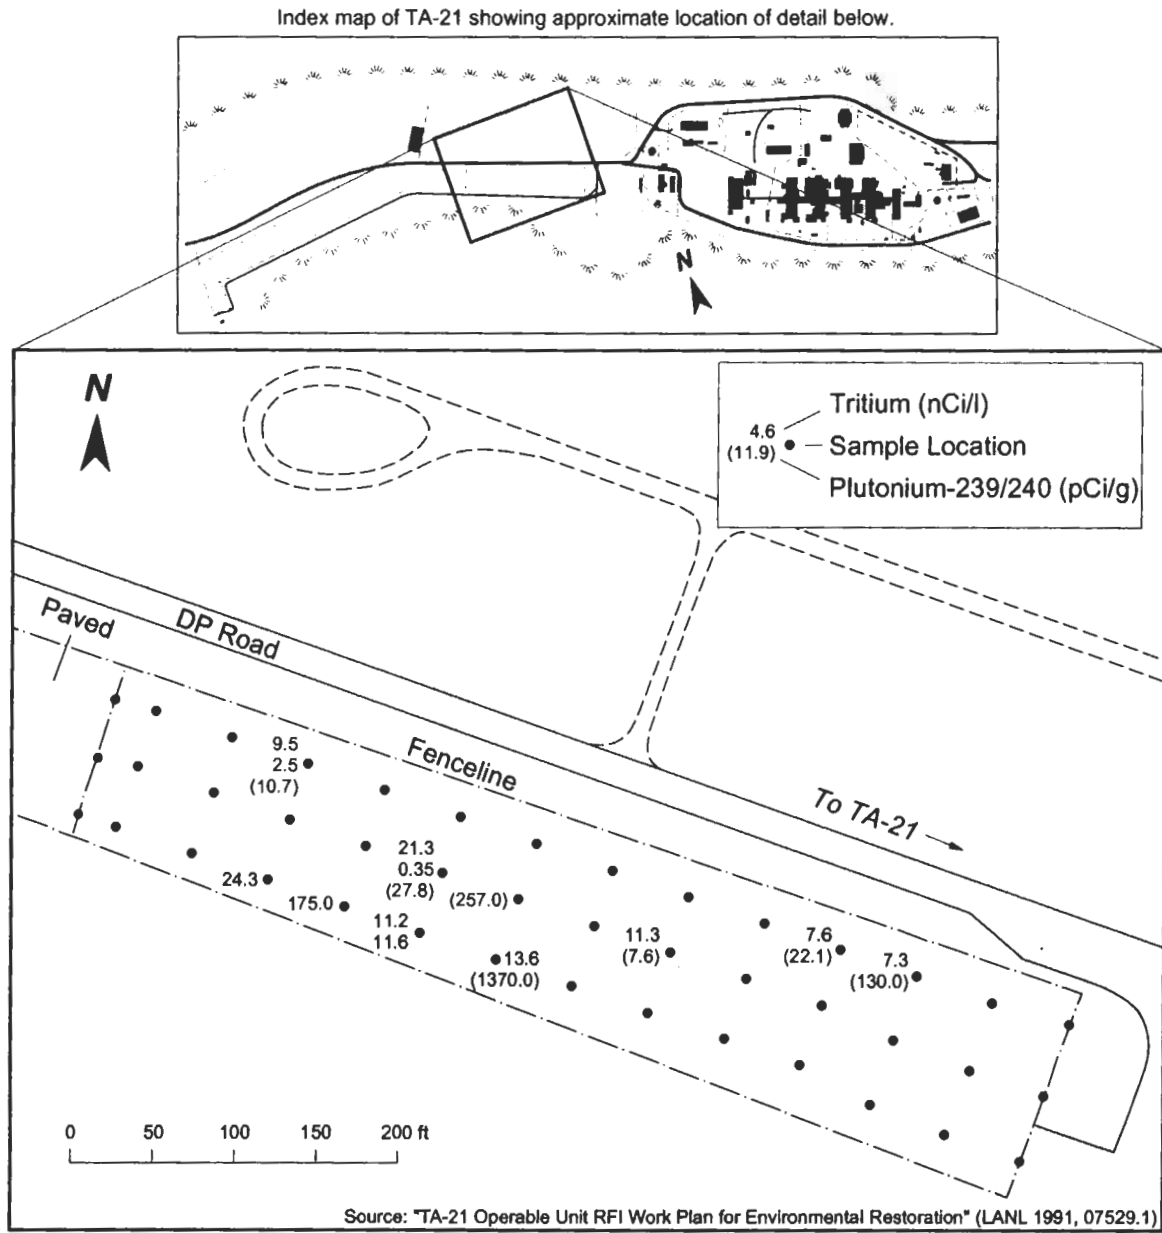 Index map of TA-21 showing approximate location of detail below.
N
N
Tritium (nCi/l)
4.6
(11.9)
Sample Location
Plutonium-239/240 (pCi/g)
Paved
DP Road
Fenceline
To TA-21
9.5
2.5
(10.7)
21.3
0.35
(27.8)
(257.0)
24.3
175.0
11.2
11.6
13.6
(1370.0)
11.3
(7.6)
7.6
(22.1)
7.3
(130.0)
0 50 100 150 200 ft
Source: "TA-21 Operable Unit RFI Work Plan for Environmental Restoration" (LANL 1991, 07529.1)